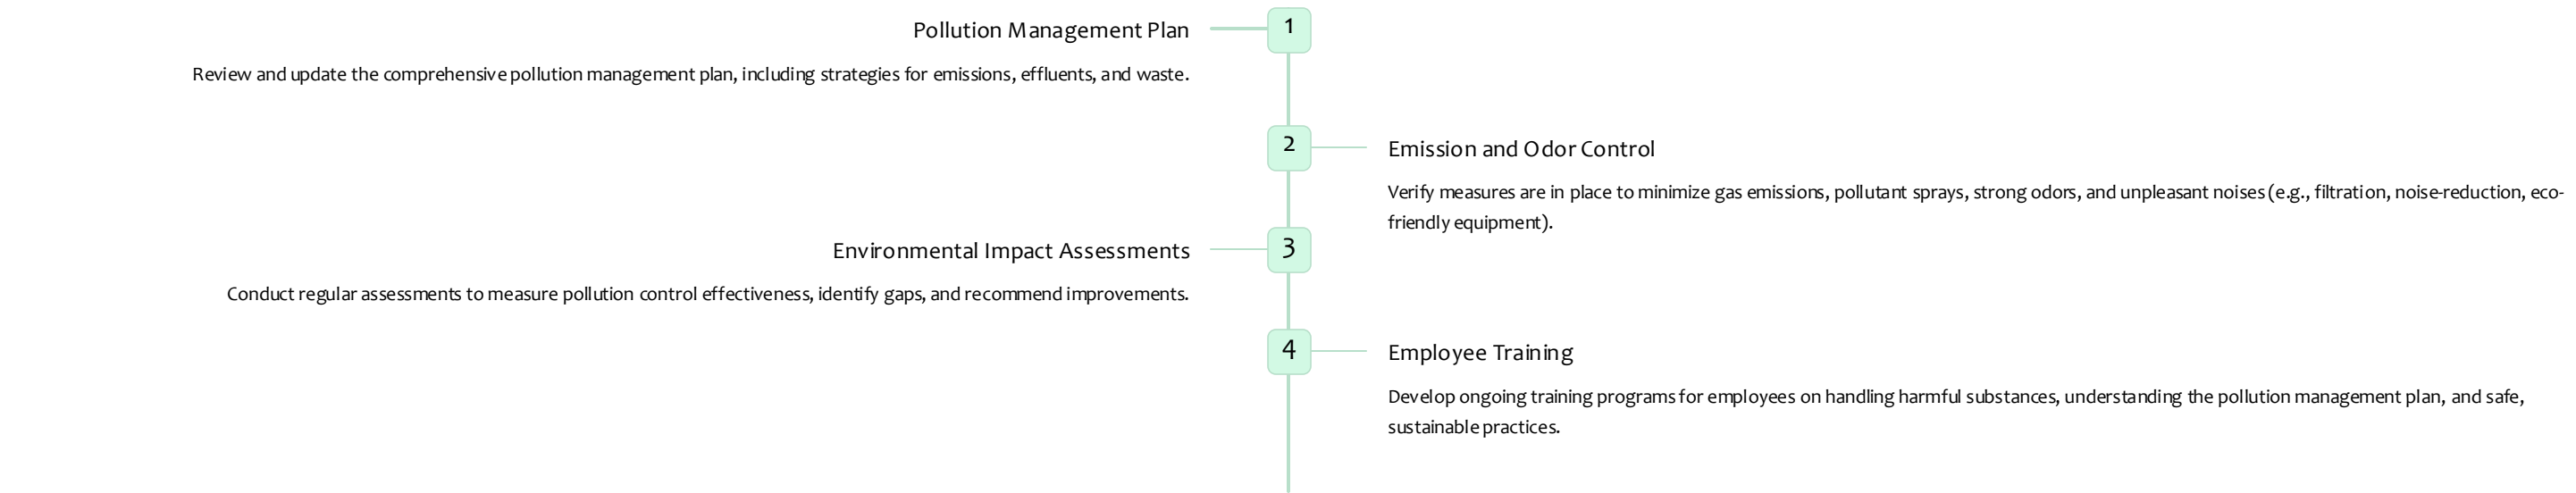 1
Pollution Management Plan
Review and update the comprehensive pollution management plan, including strategies for emissions, effluents, and waste.
2
Emission and Odor Control
Verify measures are in place to minimize gas emissions, pollutant sprays, strong odors, and unpleasant noises (e.g., filtration, noise-reduction, eco-
friendly equipment).
3
Environmental Impact Assessments
Conduct regular assessments to measure pollution control effectiveness, identify gaps, and recommend improvements.
4
Employee Training
Develop ongoing training programs for employees on handling harmful substances, understanding the pollution management plan, and safe,
sustainable practices.